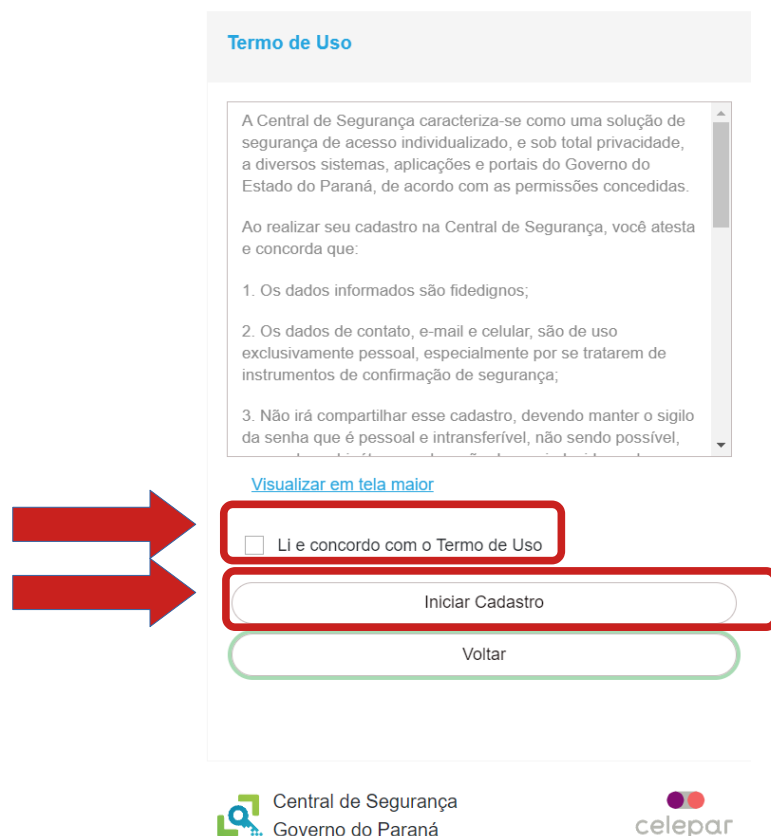 Termo de Uso
A Central de Segurança caracteriza-se como uma solução de
segurança de acesso individualizado, e sob total privacidade,
a diversos sistemas, aplicações e portais do Governo do
Estado do Paraná, de acordo com as permissões concedidas.
Ao realizar seu cadastro na Central de Segurança, você atesta
e concorda que:
1. Os dados informados são fidedignos;
2. Os dados de contato, e-mail e celular, são de uso
exclusivamente pessoal, especialmente por se tratarem de
instrumentos de confirmação de segurança;
3. Não irá compartilhar esse cadastro, devendo manter o sigilo
da senha que é pessoal e intransferível, não sendo possível,
Visualizar em tela maior
Li e concordo com o Termo de Uso
Iniciar Cadastro
Voltar
Central de Segurança
Governo do Paraná
celepar